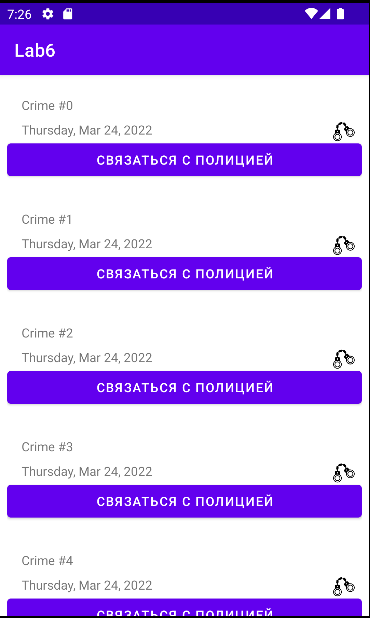 7:26
Lab6
Crime #0
Thursday, Mar 24, 2022
СВЯЗАТЬСЯ С ПОЛИЦИЕЙ
Crime #1
Thursday, Mar 24, 2022
СВЯЗАТЬСЯ С ПОЛИЦИЕЙ
Crime #2
Thursday, Mar 24, 2022
СВЯЗАТЬСЯ С ПОЛИЦИЕЙ
Crime #3
Thursday, Mar 24, 2022
СВЯЗАТЬСЯ С ПОЛИЦИЕЙ
Crime #4
Thursday, Mar 24, 2022
СВЯЗАТЬСЯ С ПОЛИЦИЕЙ